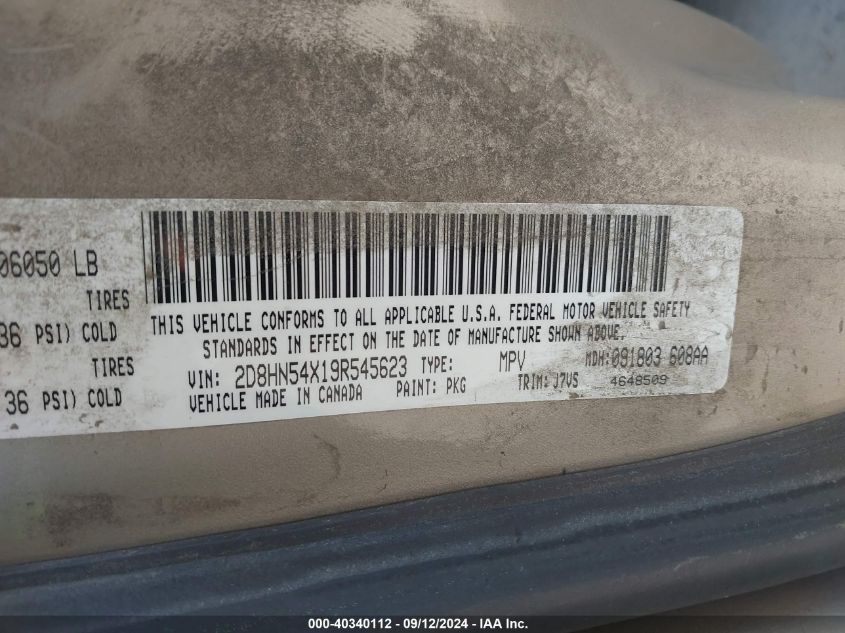 06050 LB
TIRES
36 PSI) COLD
TIRES
36 PSI) COLD
THIS VEHICLE CONFORMS TO ALL APPLICABLE U.S.A. FEDERAL MOTOR VEHICLE SAFETY
STANDARDS IN EFFECT ON THE DATE OF MANUFACTURE SHOWN ABOVE.
VIN: 2D8HN54X19R545623 TYPE: MPV MDH:091803 608AA
VEHICLE MADE IN CANADA PAINT: PKG TRIM: J7VS 4648509
000-40340112 - 09/12/2024 - IAA Inc.